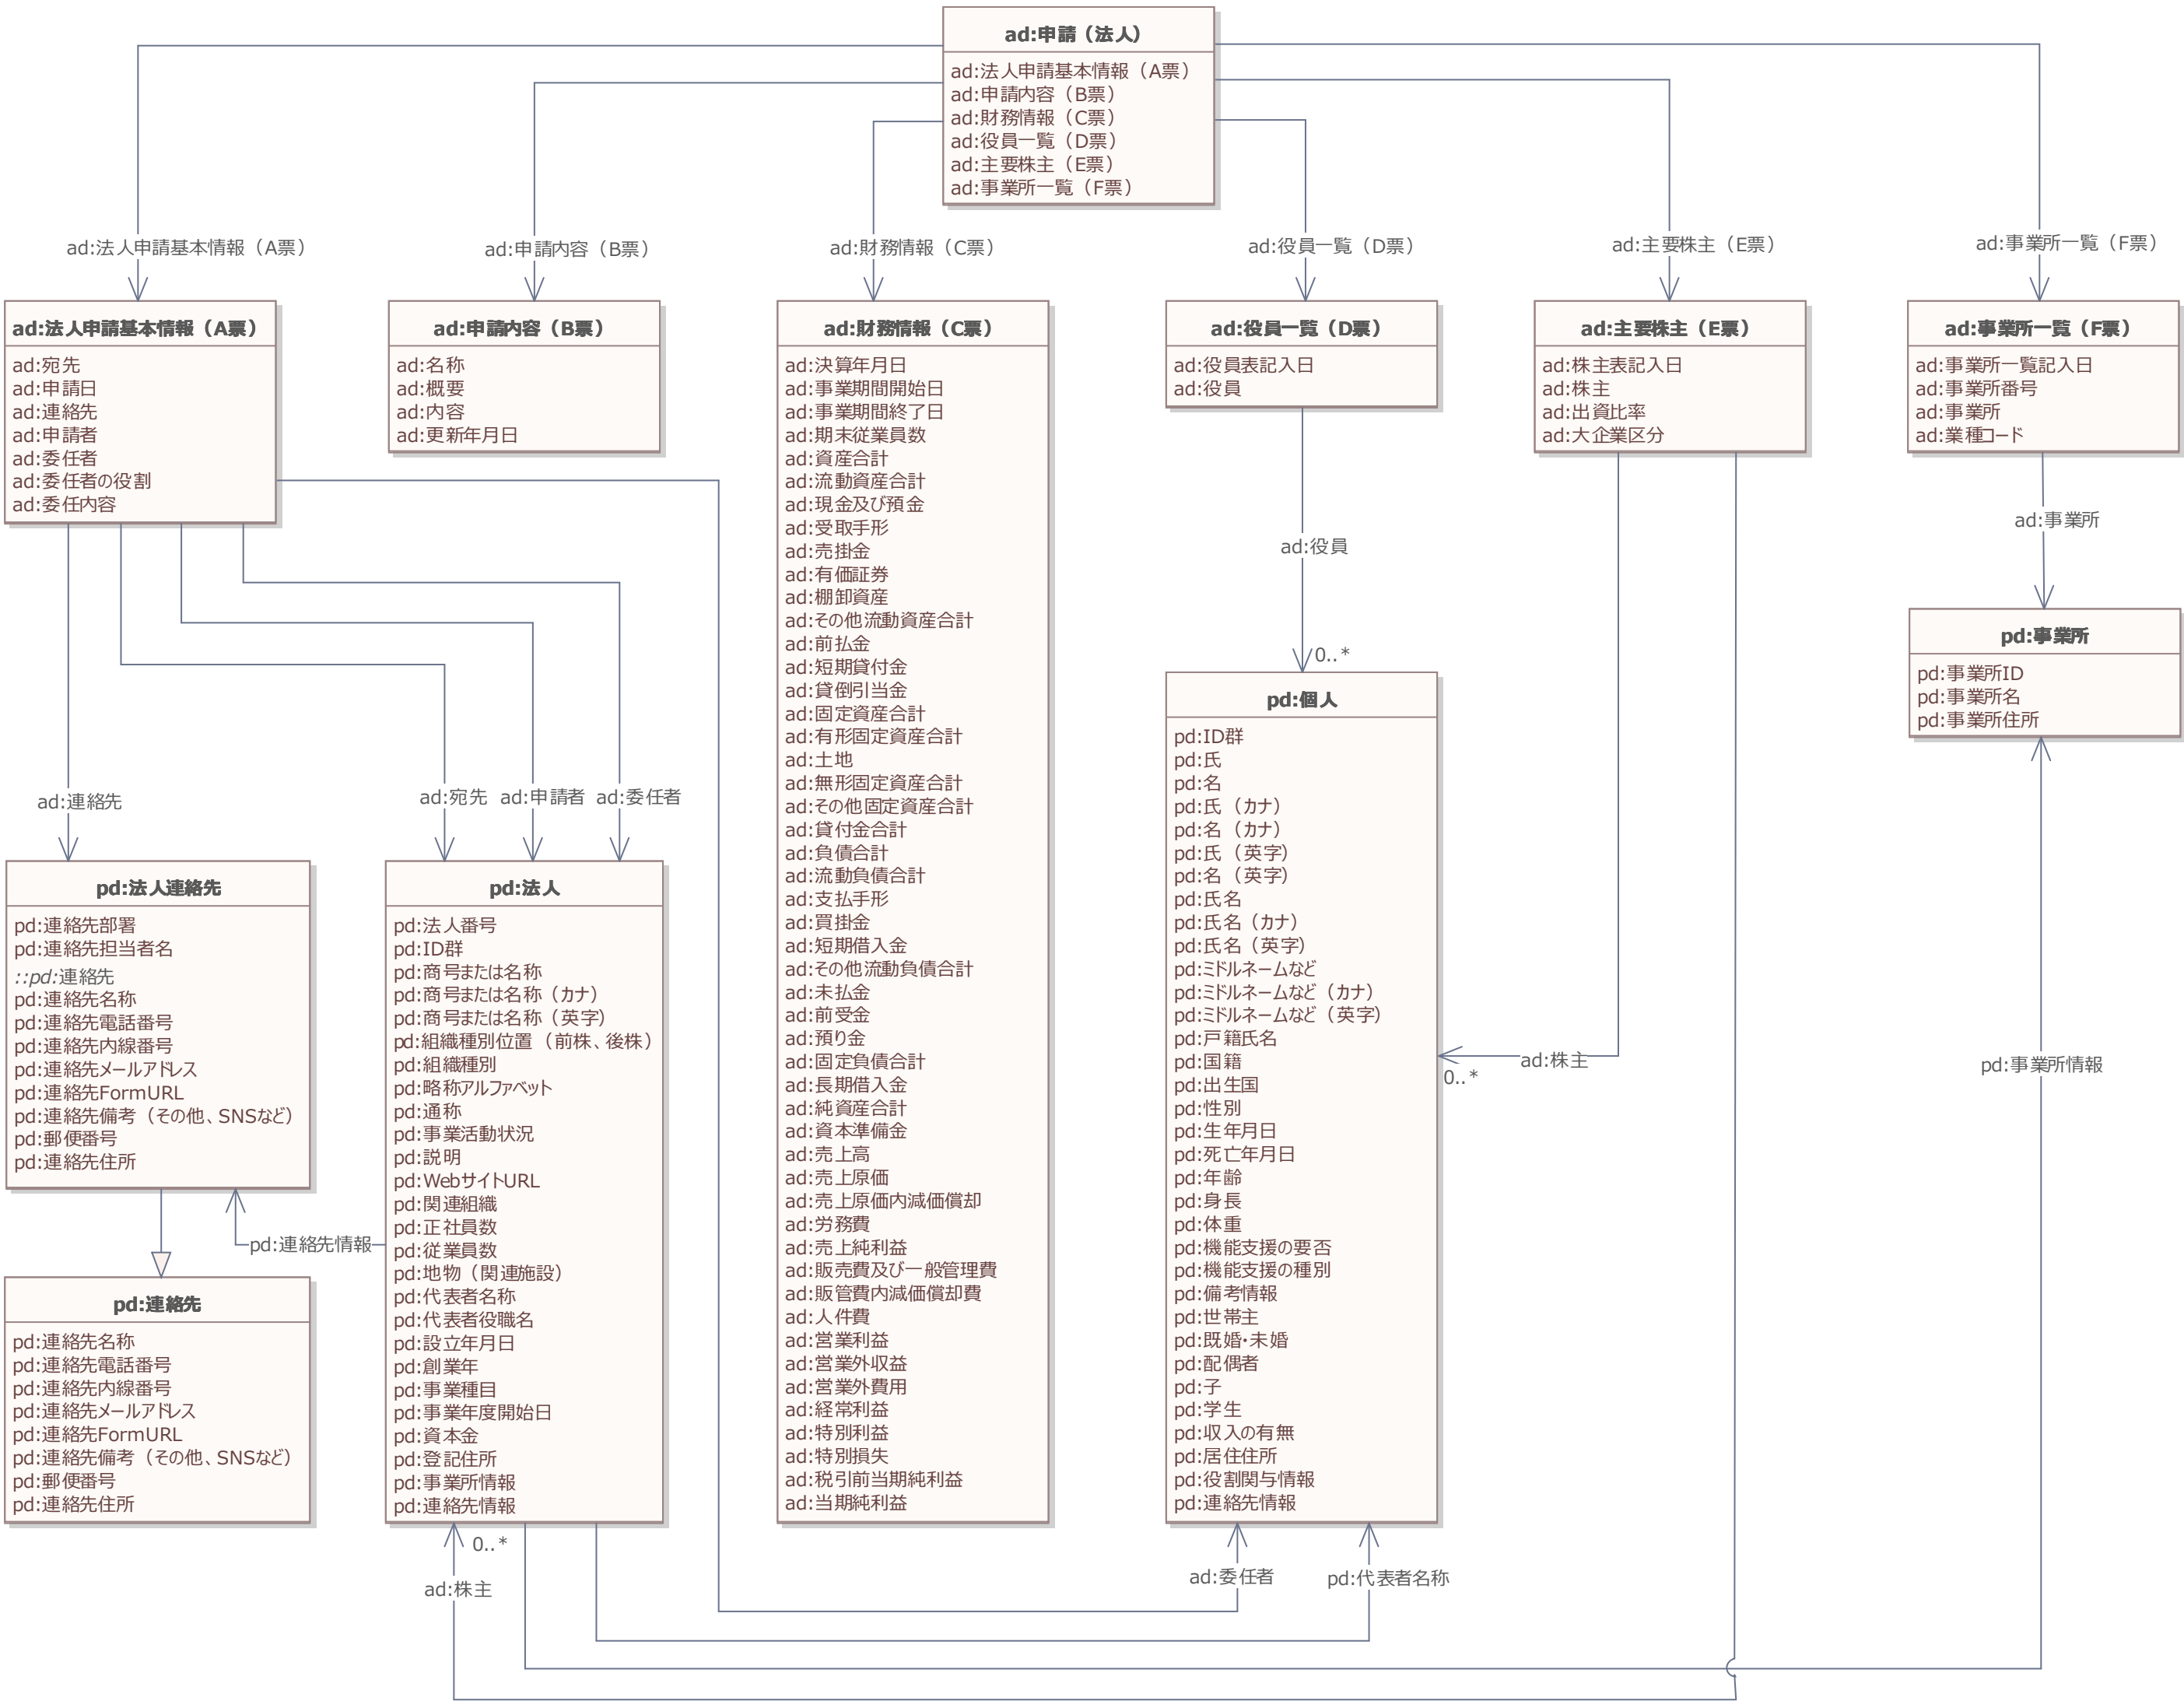 ad:申請（法人）
ad:法人申請基本情報（A票）
ad:申請内容（B票）
ad:財務情報（C票）
ad:役員一覧（D票）
ad:主要株主（E票）
ad:事業所一覧（F票）
ad:法人申請基本情報（A票）
ad:申請内容（B票）
ad:財務情報（C票）
ad:役員一覧（D票）
ad:主要株主（E票）
ad:事業所一覧（F票）
ad:法人申請基本情報（A票）
ad:宛先
ad:申請日
ad:連絡先
ad:申請者
ad:委任者
ad:委任者の役割
ad:委任内容
ad:申請内容（B票）
ad:名称
ad:概要
ad:内容
ad:更新年月日
ad:財務情報（C票）
ad:決算年月日
ad:事業期間開始日
ad:事業期間終了日
ad:期末従業員数
ad:資産合計
ad:流動資産合計
ad:現金及び預金
ad:受取手形
ad:売掛金
ad:有価証券
ad:棚卸資産
ad:その他流動資産合計
ad:前払金
ad:短期貸付金
ad:貸倒引当金
ad:固定資産合計
ad:有形固定資産合計
ad:土地
ad:無形固定資産合計
ad:その他固定資産合計
ad:貸付金合計
ad:負債合計
ad:流動負債合計
ad:支払手形
ad:買掛金
ad:短期借入金
ad:その他流動負債合計
ad:未払金
ad:前受金
ad:預り金
ad:固定負債合計
ad:長期借入金
ad:純資産合計
ad:資本準備金
ad:売上高
ad:売上原価
ad:売上原価内減価償却
ad:労務費
ad:売上純利益
ad:販売費及び一般管理費
ad:販管費内減価償却費
ad:人件費
ad:営業利益
ad:営業外収益
ad:営業外費用
ad:経常利益
ad:特別利益
ad:特別損失
ad:税引前当期純利益
ad:当期純利益
ad:役員一覧（D票）
ad:役員表記入日
ad:役員
ad:主要株主（E票）
ad:株主表記入日
ad:株主
ad:出資比率
ad:大企業区分
ad:事業所一覧（F票）
ad:事業所一覧記入日
ad:事業所番号
ad:事業所
ad:業種コード
ad:事業所
ad:役員
0..*
pd:事業所
pd:事業所ID
pd:事業所名
pd:事業所住所
pd:個人
pd:ID群
pd:氏
pd:名
pd:氏（カナ）
pd:名（カナ）
pd:氏（英字）
pd:名（英字）
pd:氏名
pd:氏名（カナ）
pd:氏名（英字）
pd:ミドルネームなど
pd:ミドルネームなど（カナ）
pd:ミドルネームなど（英字）
pd:戸籍氏名
pd:国籍
pd:出生国
pd:性別
pd:生年月日
pd:死亡年月日
pd:年齢
pd:身長
pd:体重
pd:機能支援の要否
pd:機能支援の種別
pd:備考情報
pd:世帯主
pd:既婚・未婚
pd:配偶者
pd:子
pd:学生
pd:収入の有無
pd:居住住所
pd:役割関与情報
pd:連絡先情報
ad:株主
0..*
pd:事業所情報
ad:連絡先
ad:宛先
ad:申請者
ad:委任者
pd:法人連絡先
pd:連絡先部署
pd:連絡先担当者名
::pd:連絡先
pd:連絡先名称
pd:連絡先電話番号
pd:連絡先内線番号
pd:連絡先メールアドレス
pd:連絡先FormURL
pd:連絡先備考（その他、SNSなど）
pd:郵便番号
pd:連絡先住所
pd:法人
pd:法人番号
pd:ID群
pd:商号または名称
pd:商号または名称（カナ）
pd:商号または名称（英字）
pd:組織種別位置（前株、後株）
pd:組織種別
pd:略称アルファベット
pd:通称
pd:事業活動状況
pd:説明
pd:WebサイトURL
pd:関連組織
pd:正社員数
pd:従業員数
pd:地物（関連施設）
pd:代表者名称
pd:代表者役職名
pd:設立年月日
pd:創業年
pd:事業種目
pd:事業年度開始日
pd:資本金
pd:登記住所
pd:事業所情報
pd:連絡先情報
pd:連絡先情報
pd:連絡先
pd:連絡先名称
pd:連絡先電話番号
pd:連絡先内線番号
pd:連絡先メールアドレス
pd:連絡先FormURL
pd:連絡先備考（その他、SNSなど）
pd:郵便番号
pd:連絡先住所
0..*
ad:株主
ad:委任者
pd:代表者名称